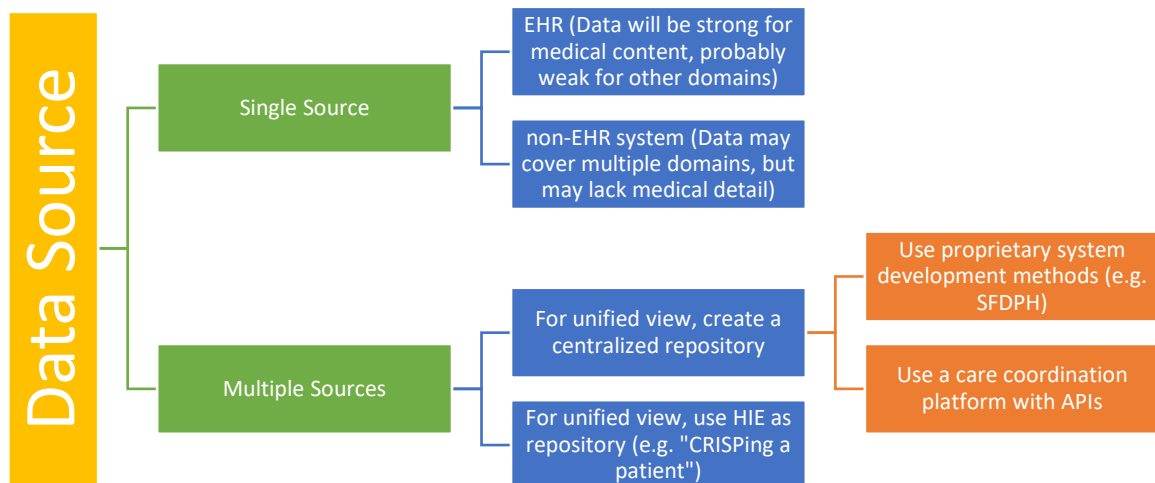 Data Source
Single Source
EHR (Data will be strong for
medical content, probably
weak for other domains)
non-EHR system (Data may
cover multiple domains, but
may lack medical detail)
Multiple Sources
For unified view, create a
centralized repository
Use proprietary system
development methods (e.g.
SFDPH)
Use a care coordination
platform with APIs
For unified view, use HIE as
repository (e.g. "CRISPing a
patient")